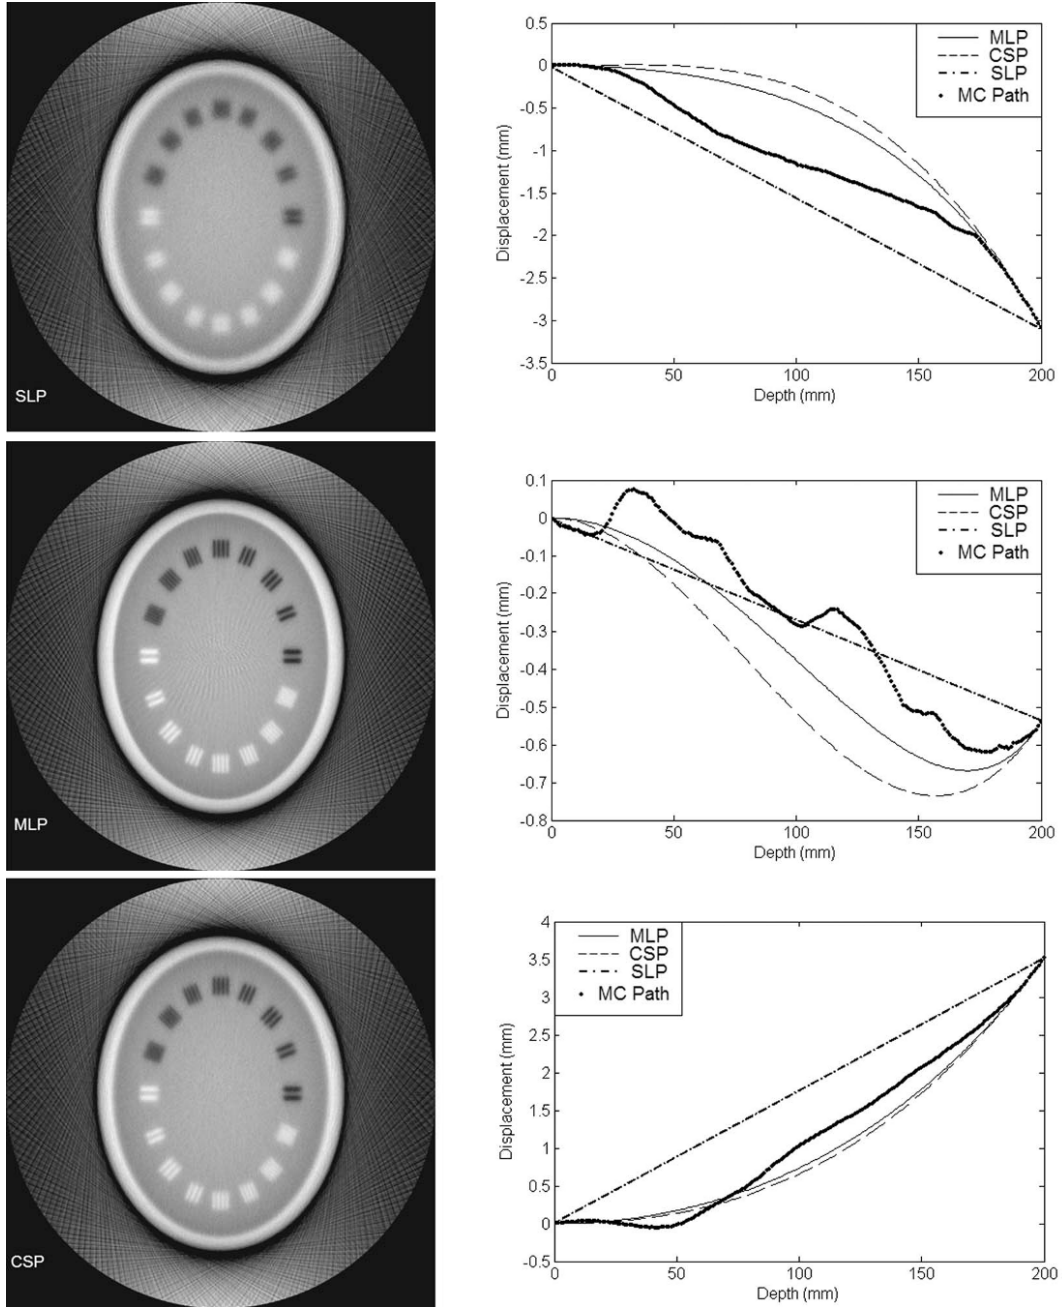 SLP
0.5
0
-0.5
-1
-1.5
-2
-2.5
-3
-3.5
Displacement (mm)
0 50 100 150 200
Depth (mm)
MLP
CSP
SLP
MC Path
MLP
0.1
0
-0.1
-0.2
-0.3
-0.4
-0.5
-0.6
-0.7
-0.8
Displacement (mm)
0 50 100 150 200
Depth (mm)
MLP
CSP
SLP
MC Path
CSP
4
3.5
3
2.5
2
1.5
1
0.5
0
-0.5
Displacement (mm)
0 50 100 150 200
Depth (mm)
MLP
CSP
SLP
MC Path